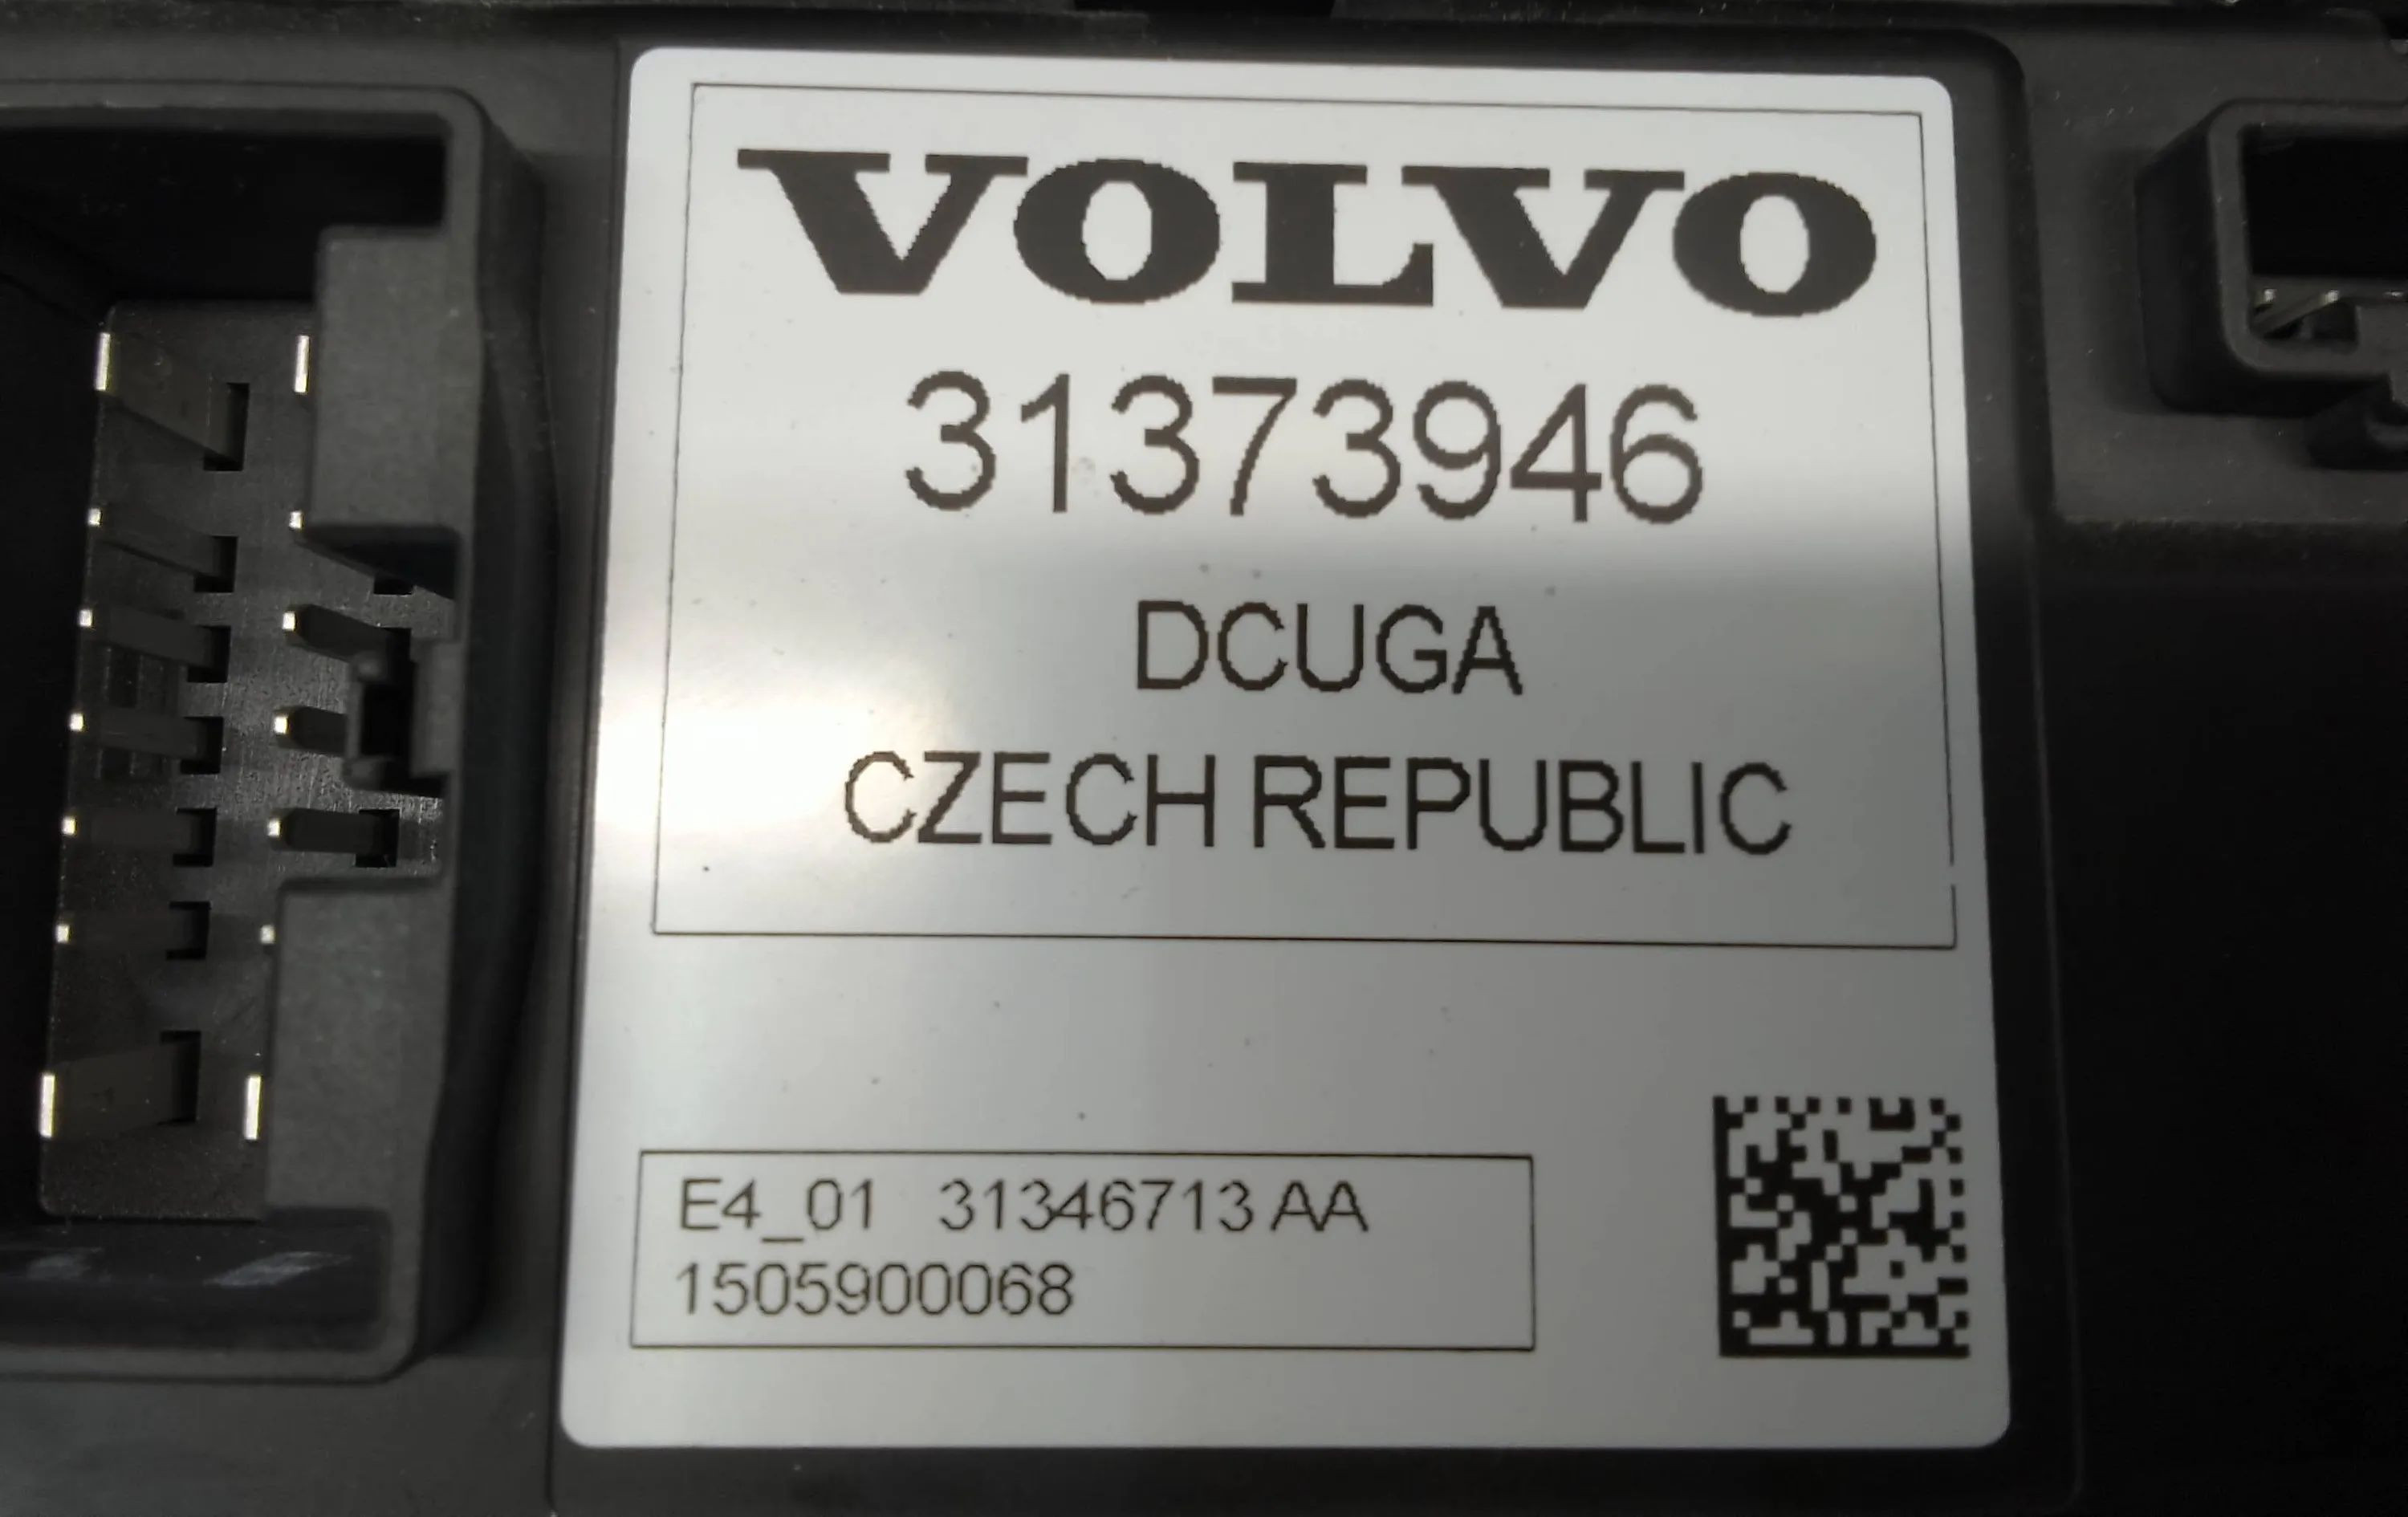 VOLVO
31373946
DCUGA
CZECH REPUBLIC
E4_01 31346713 AA
1505900068